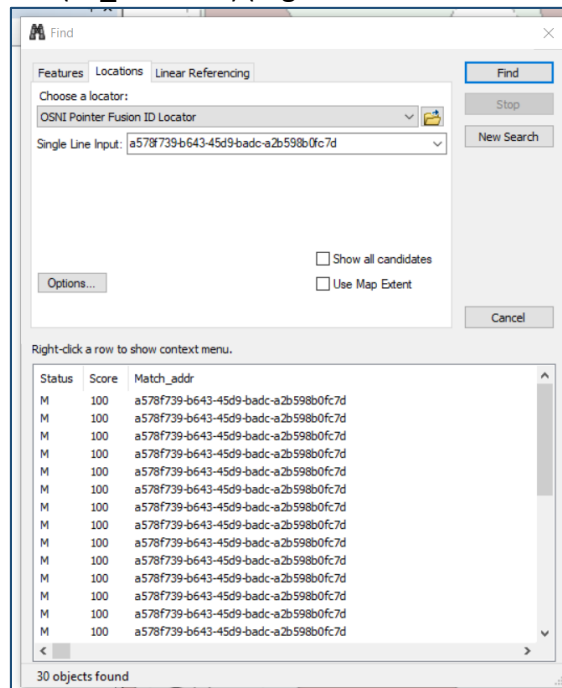 Find
Features Locations Linear Referencing
Find
Choose a locator:
Stop
OSNI Pointer Fusion ID Locator
Single Line Input: a578f739-b643-45d9-badc-a2b598b0fc7d
New Search
Show all candidates
Options...
Use Map Extent
Cancel
Right-click a row to show context menu.
Status Score Match_addr
M 100 a578f739-b643-45d9-badc-a2b598b0fc7d
M 100 a578f739-b643-45d9-badc-a2b598b0fc7d
M 100 a578f739-b643-45d9-badc-a2b598b0fc7d
M 100 a578f739-b643-45d9-badc-a2b598b0fc7d
M 100 a578f739-b643-45d9-badc-a2b598b0fc7d
M 100 a578f739-b643-45d9-badc-a2b598b0fc7d
M 100 a578f739-b643-45d9-badc-a2b598b0fc7d
M 100 a578f739-b643-45d9-badc-a2b598b0fc7d
M 100 a578f739-b643-45d9-badc-a2b598b0fc7d
M 100 a578f739-b643-45d9-badc-a2b598b0fc7d
M 100 a578f739-b643-45d9-badc-a2b598b0fc7d
M 100 a578f739-b643-45d9-badc-a2b598b0fc7d
M 100 a578f739-b643-45d9-badc-a2b598b0fc7d
M 100 a578f739-b643-45d9-badc-a2b598b0fc7d
30 objects found